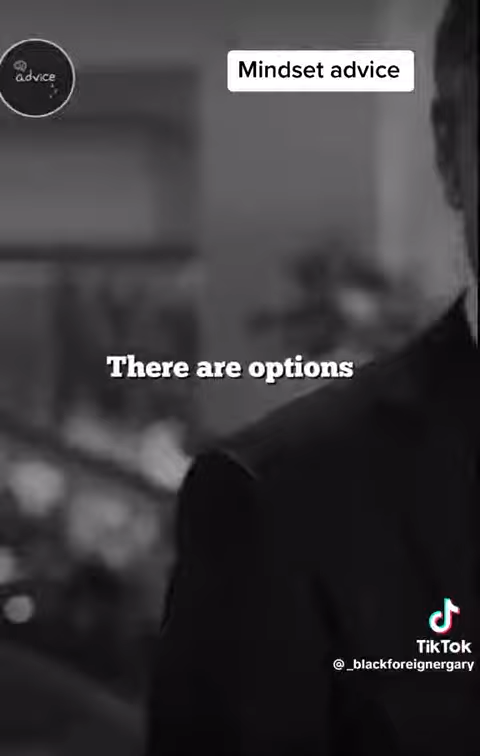 advice
Mindset advice
There are options
TikTok
@_blackforeignergary